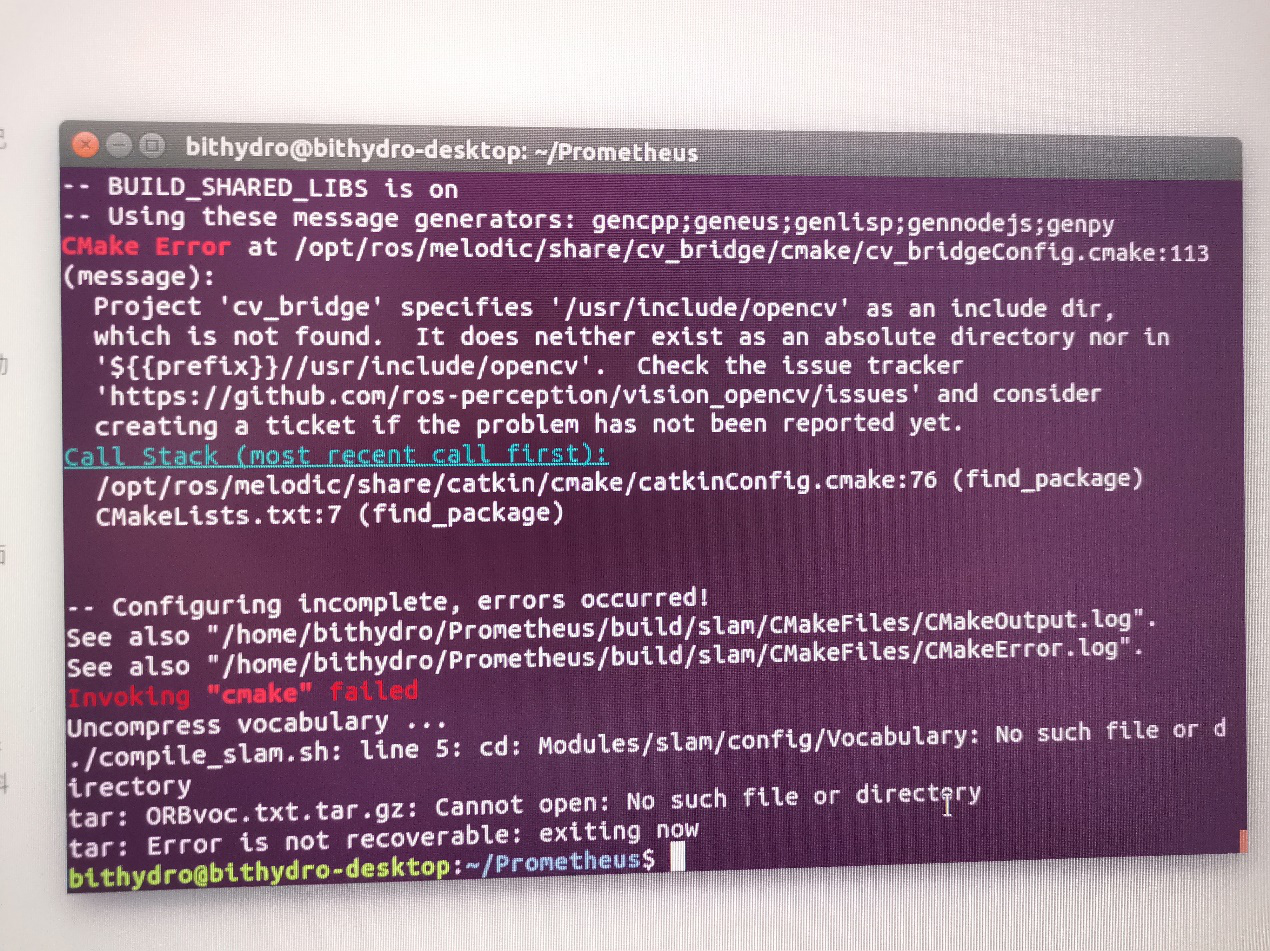 bithydro@bithydro-desktop: ~/Prometheus
-- BUILD_SHARED_LIBS is on
-- Using these message generators: gencpp;geneus;genlisp;gennodejs;genpy
CMake Error at /opt/ros/melodic/share/cv_bridge/cmake/cv_bridgeConfig.cmake:113
(message):
  Project 'cv_bridge' specifies '/usr/include/opencv' as an include dir,
  which is not found.  It does neither exist as an absolute directory nor in
  '${{prefix}}//usr/include/opencv'.  Check the issue tracker
  'https://github.com/ros-perception/vision_opencv/issues' and consider
  creating a ticket if the problem has not been reported yet.
Call Stack (most recent call first):
  /opt/ros/melodic/share/catkin/cmake/catkinConfig.cmake:76 (find_package)
  CMakeLists.txt:7 (find_package)
-- Configuring incomplete, errors occurred!
See also "/home/bithydro/Prometheus/build/slam/CMakeFiles/CMakeOutput.log".
See also "/home/bithydro/Prometheus/build/slam/CMakeFiles/CMakeError.log".
Invoking "cmake" failed
Uncompress vocabulary ...
./compile_slam.sh: line 5: cd: Modules/slam/config/Vocabulary: No such file or d
irectory
tar: ORBvoc.txt.tar.gz: Cannot open: No such file or directory
tar: Error is not recoverable: exiting now
bithydro@bithydro-desktop:~/Prometheus$